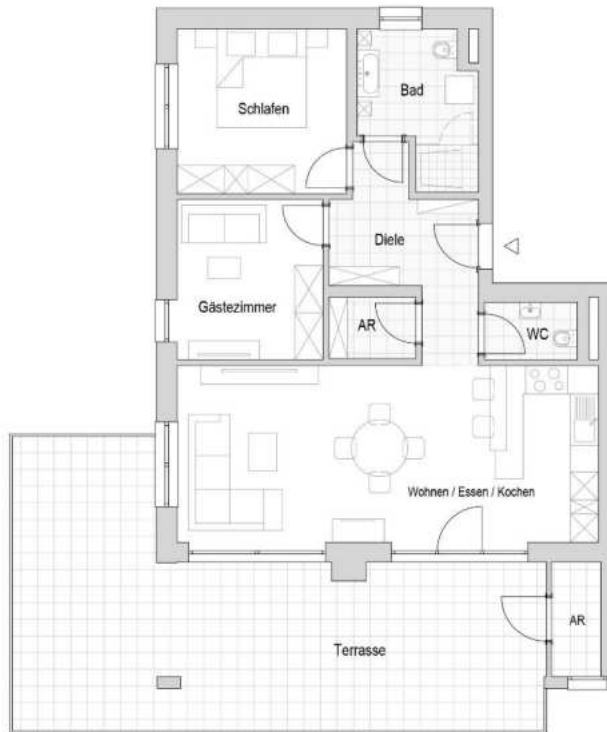 Bad
Schlafen
Diele
Gästezimmer
AR
WC
Wohnen / Essen / Kochen
AR
Terrasse